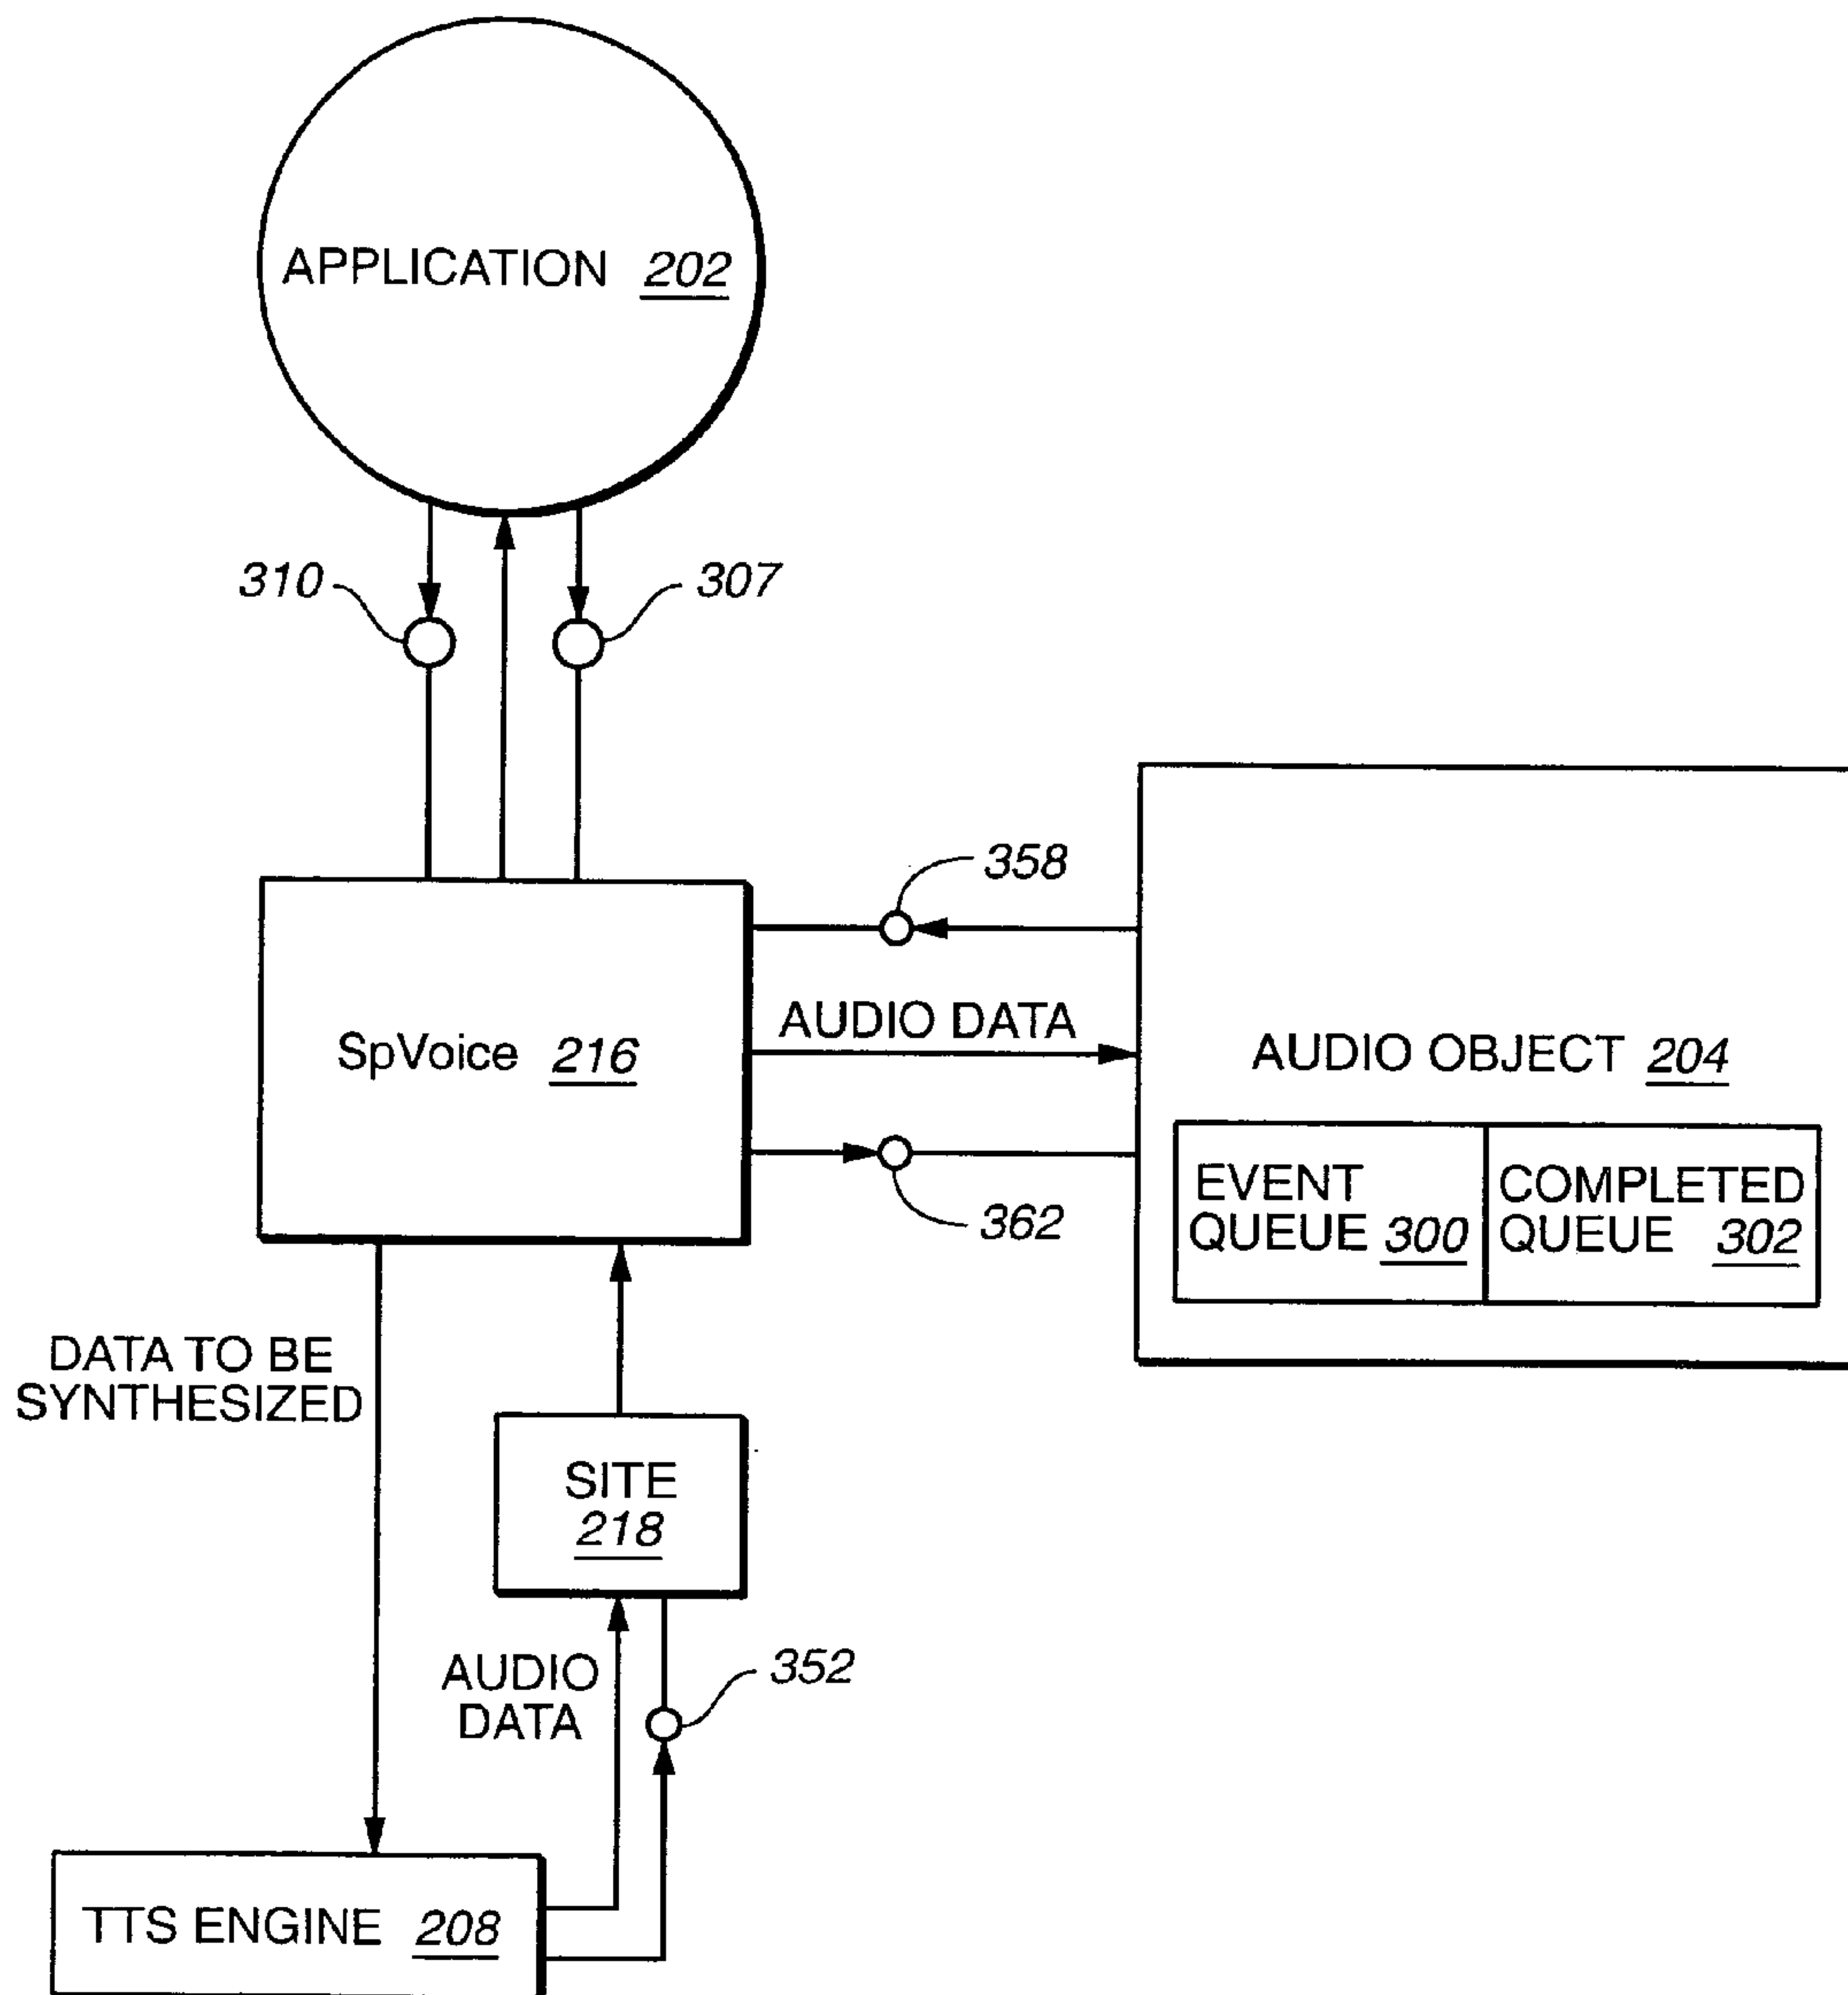 APPLICATION 202
310
307
358
AUDIO DATA
SpVoice 216
AUDIO OBJECT 204
EVENT
QUEUE 300
COMPLETED
QUEUE 302
362
DATA TO BE
SYNTHESIZED
SITE
218
AUDIO
DATA
352
TTS ENGINE 208